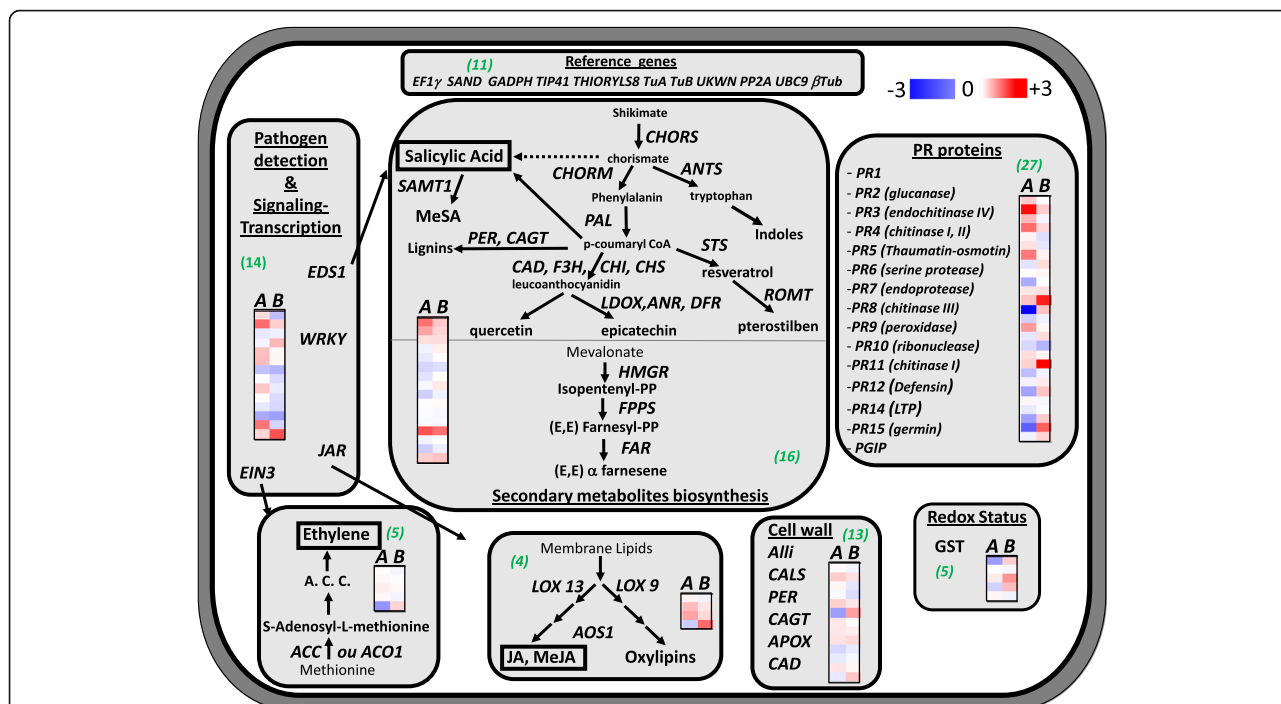 (11) Reference genes
EF1γ SAND GADPH TIP41 THIORYLS8 TuA TuB UKWN PP2A UBC9 βTub
-3 0 +3
Pathogen
detection
&
Signaling-
Transcription
(14)
EDS1
A B
WRKY
JAR
EIN3
Shikimate
CHORS
Salicylic Acid
chorismate
CHORM
ANTS
SAMT1
Phenylalanin
tryptophan
MeSA
PAL
Indoles
Lignins
PER, CAGT
p-coumaryl CoA
STS
CAD, F3H, CHI, CHS
resveratrol
leucoanthocyanidin
ROMT
LDOX,ANR, DFR
A B
quercetin
epicatechin
pterostilben
Mevalonate
HMGR
Isopentenyl-PP
FPPS
(E,E) Farnesyl-PP
FAR
(16)
(E,E) α farnesene
Secondary metabolites biosynthesis
PR proteins
(27)
A B
- PR1
- PR2 (glucanase)
- PR3 (endochitinase IV)
- PR4 (chitinase I, II)
-PR5 (Thaumatin-osmotin)
-PR6 (serine protease)
-PR7 (endoprotease)
-PR8 (chitinase III)
-PR9 (peroxidase)
- PR10 (ribonuclease)
-PR11 (chitinase I)
-PR12 (Defensin)
-PR14 (LTP)
-PR15 (germin)
- PGIP
Ethylene
(5)
A B
A. C. C.
S-Adenosyl-L-methionine
ACC ou ACO1
Methionine
Membrane Lipids
(4)
LOX 13 LOX 9
A B
AOS1
JA, MeJA
Oxylipins
Cell wall (13)
Alli
A B
CALS
PER
CAGT
APOX
CAD
Redox Status
GST
A B
(5)